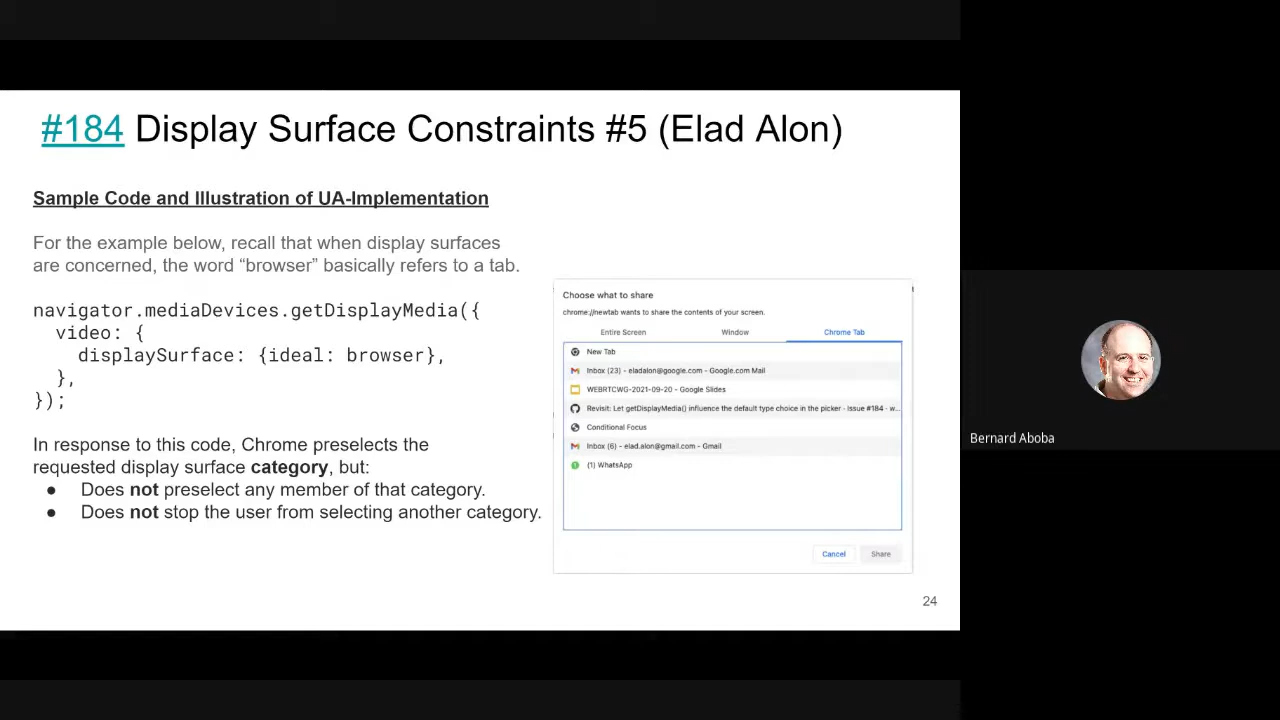 #184 Display Surface Constraints #5 (Elad Alon)
Sample Code and Illustration of UA-Implementation
For the example below, recall that when display surfaces
are concerned, the word “browser” basically refers to a tab.
navigator.mediaDevices.getDisplayMedia({
video: {
displaySurface: {ideal: browser},
},
});
In response to this code, Chrome preselects the
requested display surface category, but:
● Does not preselect any member of that category.
● Does not stop the user from selecting another category.
Choose what to share
chrome://newtab wants to share the contents of your screen.
Entire Screen Window Chrome Tab
New Tab
Inbox (23) - eladalon@google.com - Google.com Mail
WEBRTCWG-2021-09-20 - Google Slides
Revisit: Let getDisplayMedia() influence the default type choice in the picker · Issue #184 · w...
Conditional Focus
Inbox (6) - elad.alon@gmail.com - Gmail
(1) WhatsApp
Cancel Share
24
Bernard Aboba